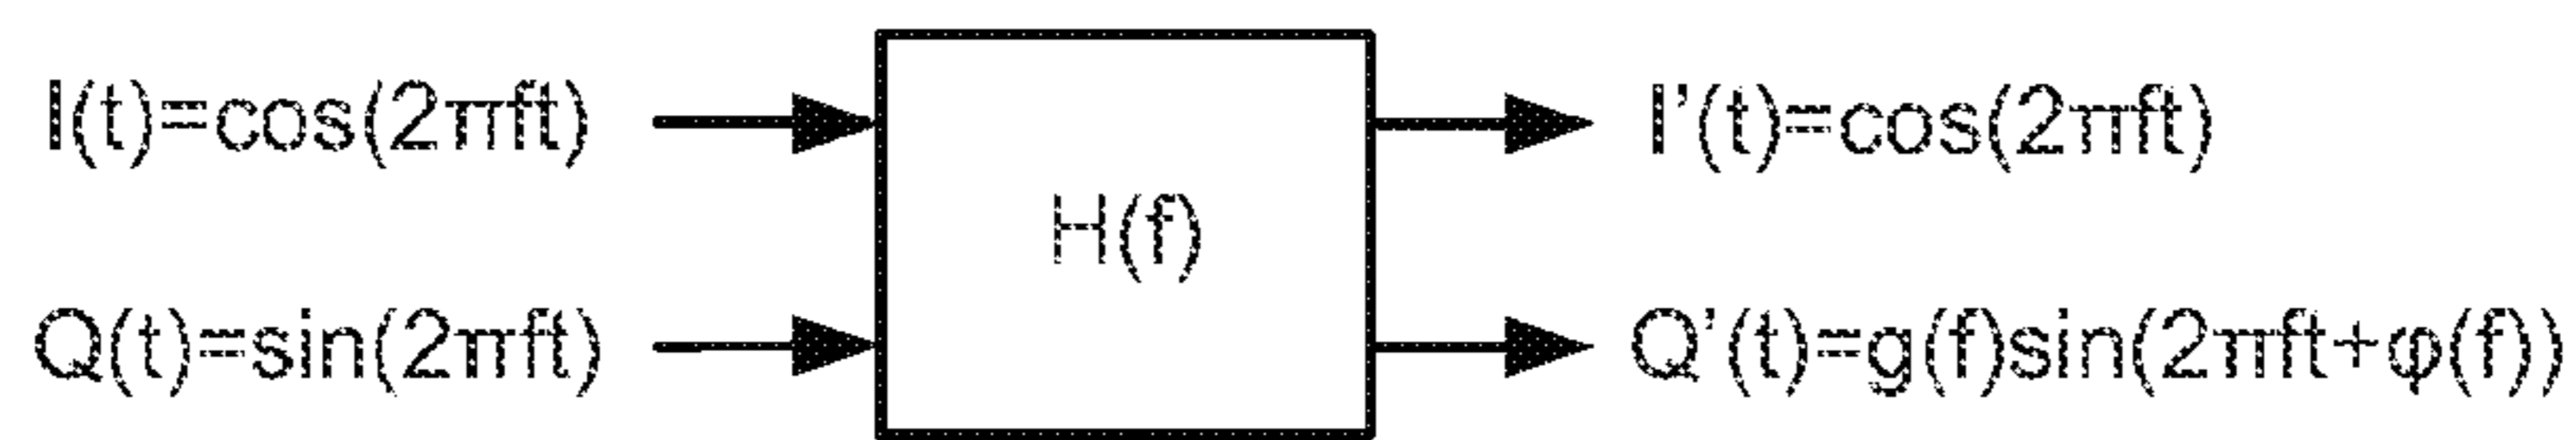 I(t)=cos(2πft)
I’(t)=cos(2πft)
H(f)
Q(t)=sin(2πft)
Q’(t)=g(f)sin(2πft+φ(f))